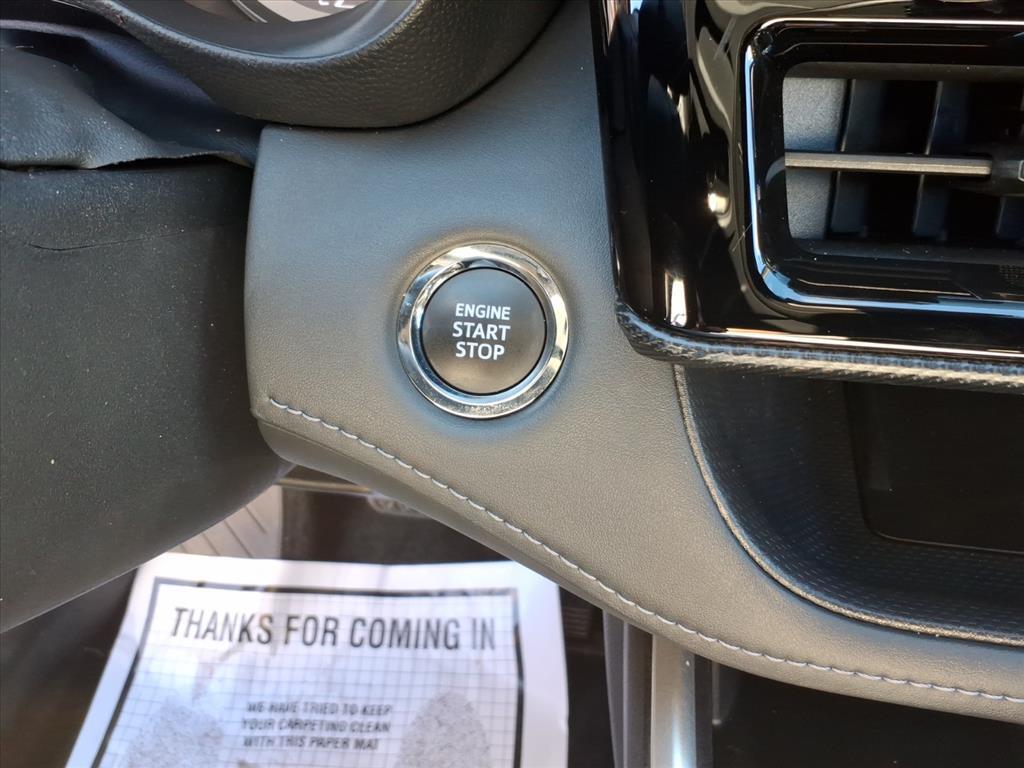 ENGINE
START
STOP
THANKS FOR COMING IN
WE HAVE TRIED TO KEEP
YOUR CARPETING CLEAN
WITH THIS PAPER MAT